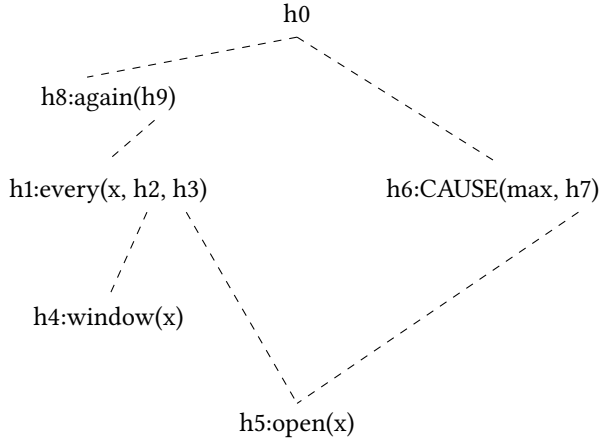 h0
h8:again(h9)
h1:every(x, h2, h3)
h6:CAUSE(max, h7)
h4:window(x)
h5:open(x)